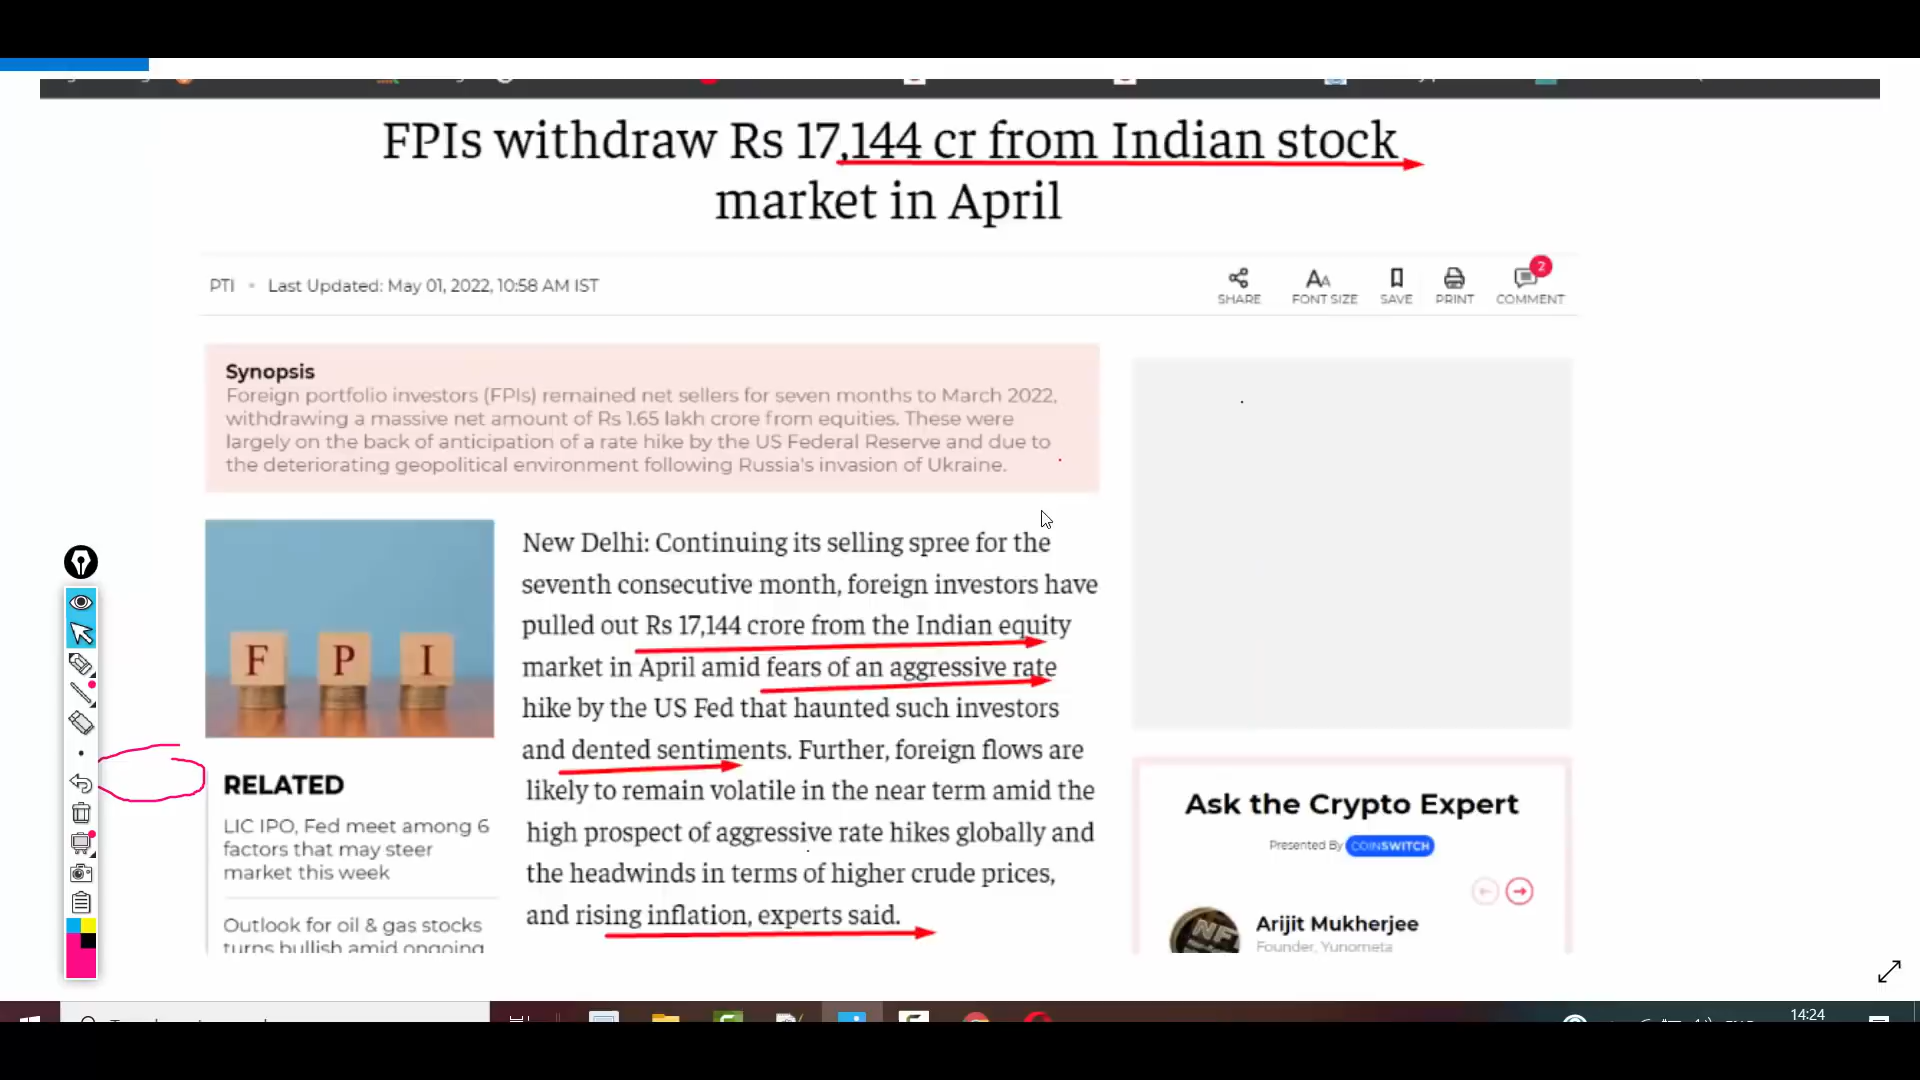 FPIs withdraw Rs 17,144 cr from Indian stock
market in April
PTI • Last Updated: May 01, 2022, 10:58 AM IST
SHARE
FONT SIZE
SAVE
PRINT
2
COMMENT
Synopsis
Foreign portfolio investors (FPIs) remained net sellers for seven months to March 2022,
withdrawing a massive net amount of Rs 1.65 lakh crore from equities. These were
largely on the back of anticipation of a rate hike by the US Federal Reserve and due to
the deteriorating geopolitical environment following Russia's invasion of Ukraine.
F P I
New Delhi: Continuing its selling spree for the
seventh consecutive month, foreign investors have
pulled out Rs 17,144 crore from the Indian equity
market in April amid fears of an aggressive rate
hike by the US Fed that haunted such investors
and dented sentiments. Further, foreign flows are
likely to remain volatile in the near term amid the
high prospect of aggressive rate hikes globally and
the headwinds in terms of higher crude prices,
and rising inflation, experts said.
RELATED
LIC IPO, Fed meet among 6
factors that may steer
market this week
Outlook for oil & gas stocks
turns bullish amid ongoing
Ask the Crypto Expert
Presented By COINSWITCH
NF
Arijit Mukherjee
Founder, Yunometa
14:24